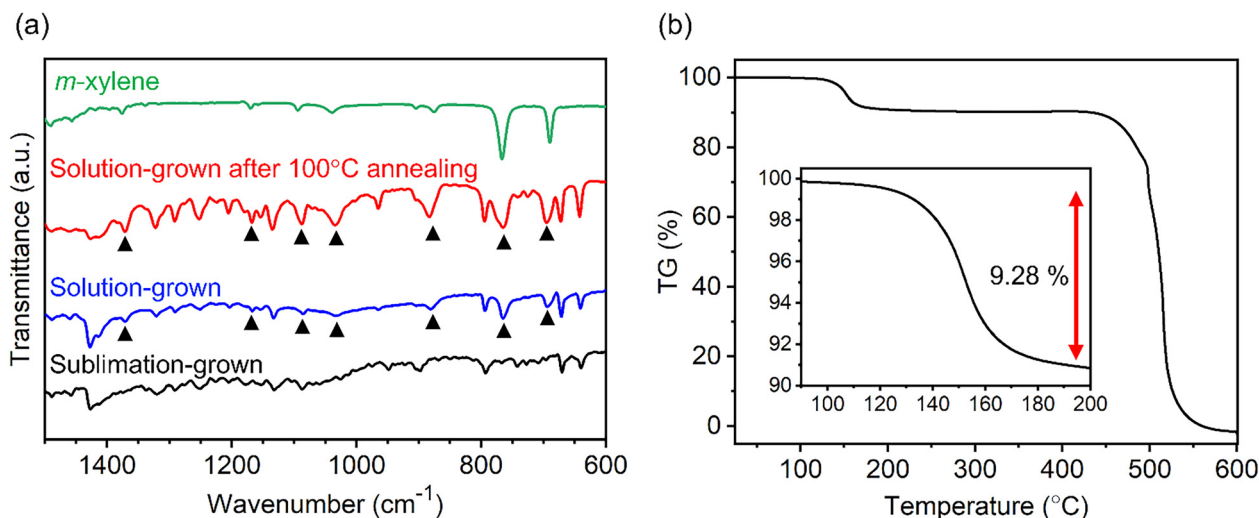 (a)
m-xylene
Solution-grown after 100°C annealing
Solution-grown
Sublimation-grown
Transmittance (a.u.)
1400 1200 1000 800 600
Wavenumber (cm⁻¹)
(b)
100
80
60
40
20
0
TG (%)
100
98
96
94
92
90
9.28 %
100 120 140 160 180 200
100 200 300 400 500 600
Temperature (°C)